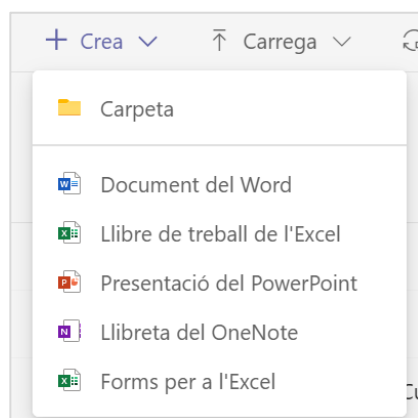 Crea Carrega
Carpeta
Document del Word
Llibre de treball de l'Excel
Presentació del PowerPoint
Llibreta del OneNote
Forms per a l'Excel